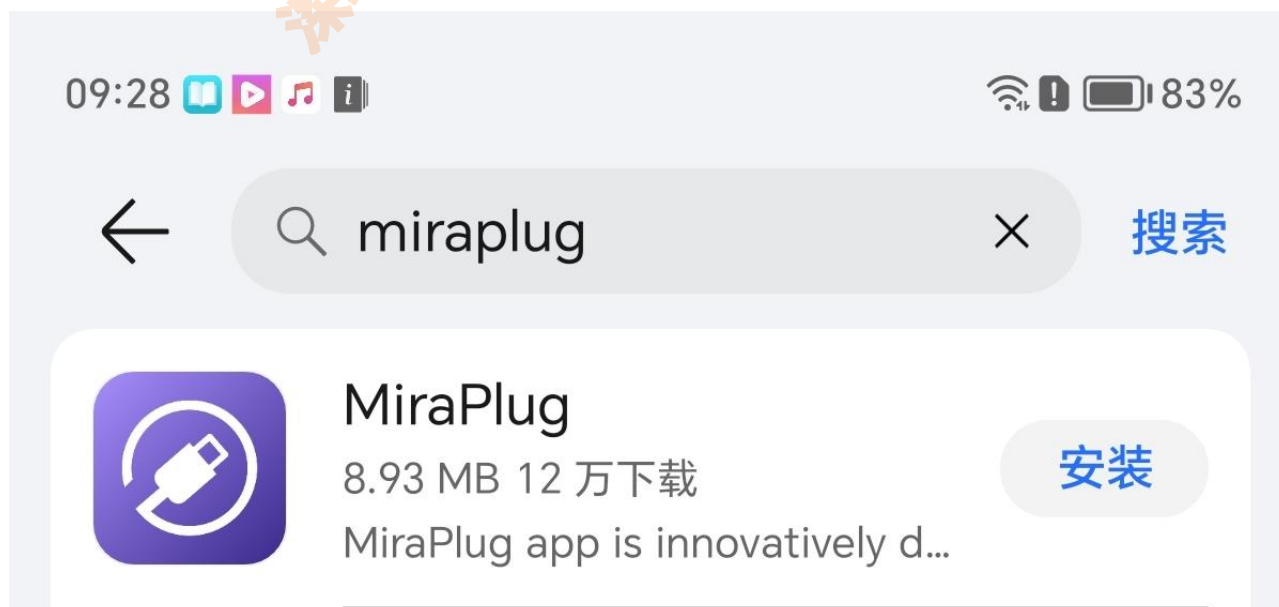 09:28 83%
miraplug 搜索
MiraPlug
8.93 MB 12 万下载
安装
MiraPlug app is innovatively d...